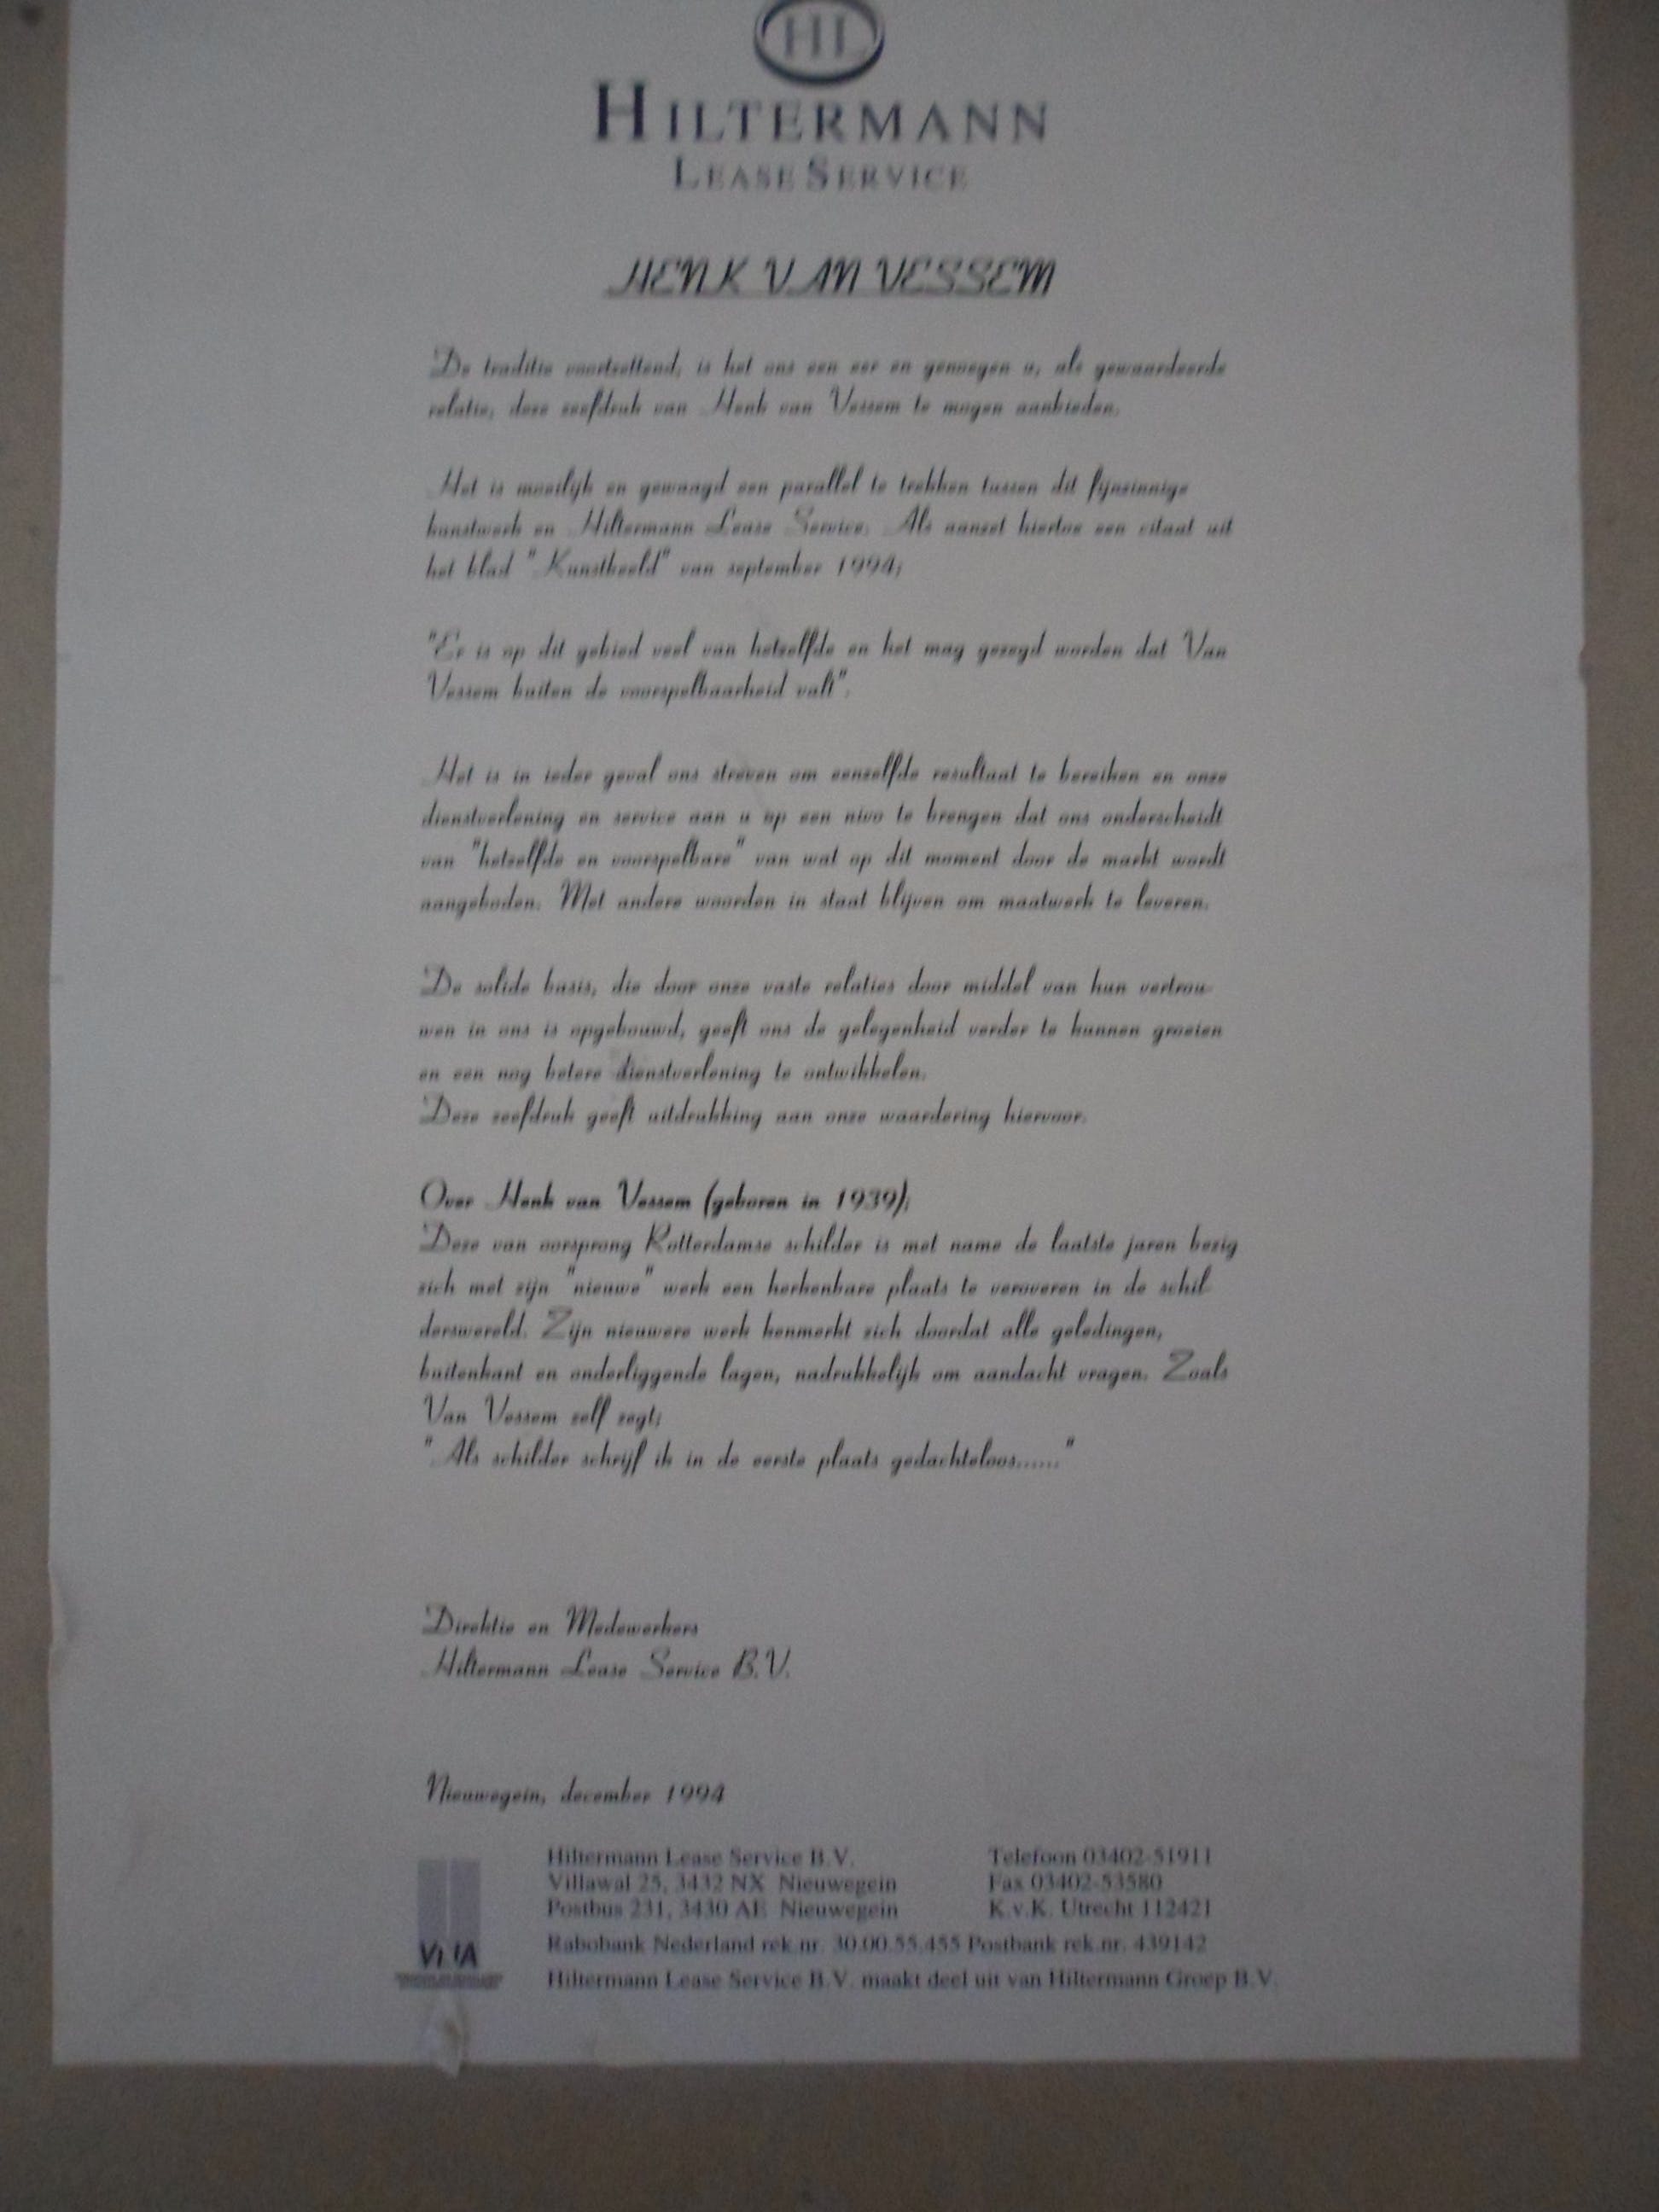 HILTERMANN
LEASE SERVICE
HENK VAN VESSEM
De traditie voortzettend, is het ons een eer en genoegen u, als gewaardeerde
relatie, deze zeefdruk van Henk van Vessem te mogen aanbieden.
Het is moeilijk en gewaagd een parallel te trekken tussen dit fijnzinnige
kunstwerk en Hiltermann Lease Service. Als aanzet hiertoe een citaat uit
het blad "Kunstbeeld" van september 1994;
"Er is op dit gebied veel van hetzelfde en het mag gezegd worden dat Van
Vessem buiten de voorspelbaarheid valt".
Het is in ieder geval ons streven om eenzelfde resultaat te bereiken en onze
dienstverlening en service aan u op een nivo te brengen dat ons onderscheidt
van "hetzelfde en voorspelbare" van wat op dit moment door de markt wordt
aangeboden. Met andere woorden in staat blijven om maatwerk te leveren.
De solide basis, die door onze vaste relaties door middel van hun vertrou-
wen in ons is opgebouwd, geeft ons de gelegenheid verder te kunnen groeien
en een nog betere dienstverlening te ontwikkelen.
Deze zeefdruk geeft uitdrukking aan onze waardering hiervoor.
Over Henk van Vessem (geboren in 1939);
Deze van oorsprong Rotterdamse schilder is met name de laatste jaren bezig
zich met zijn "nieuwe" werk een herkenbare plaats te veroveren in de schil-
derswereld. Zijn nieuwere werk kenmerkt zich doordat alle geledingen,
buitenkant en onderliggende lagen, nadrukkelijk om aandacht vragen. Zoals
Van Vessem zelf zegt;
"Als schilder schrijf ik in de eerste plaats gedachteloos......"
Direktie en Medewerkers
Hiltermann Lease Service B.V.
Nieuwegein, december 1994
Hiltermann Lease Service B.V. Telefoon 03402-51911
Villawal 25, 3432 NX Nieuwegein Fax 03402-53580
Postbus 231, 3430 AE Nieuwegein K.v.K. Utrecht 112421
Rabobank Nederland rek.nr. 30.00.55.455 Postbank rek.nr. 439142
Hiltermann Lease Service B.V. maakt deel uit van Hiltermann Groep B.V.